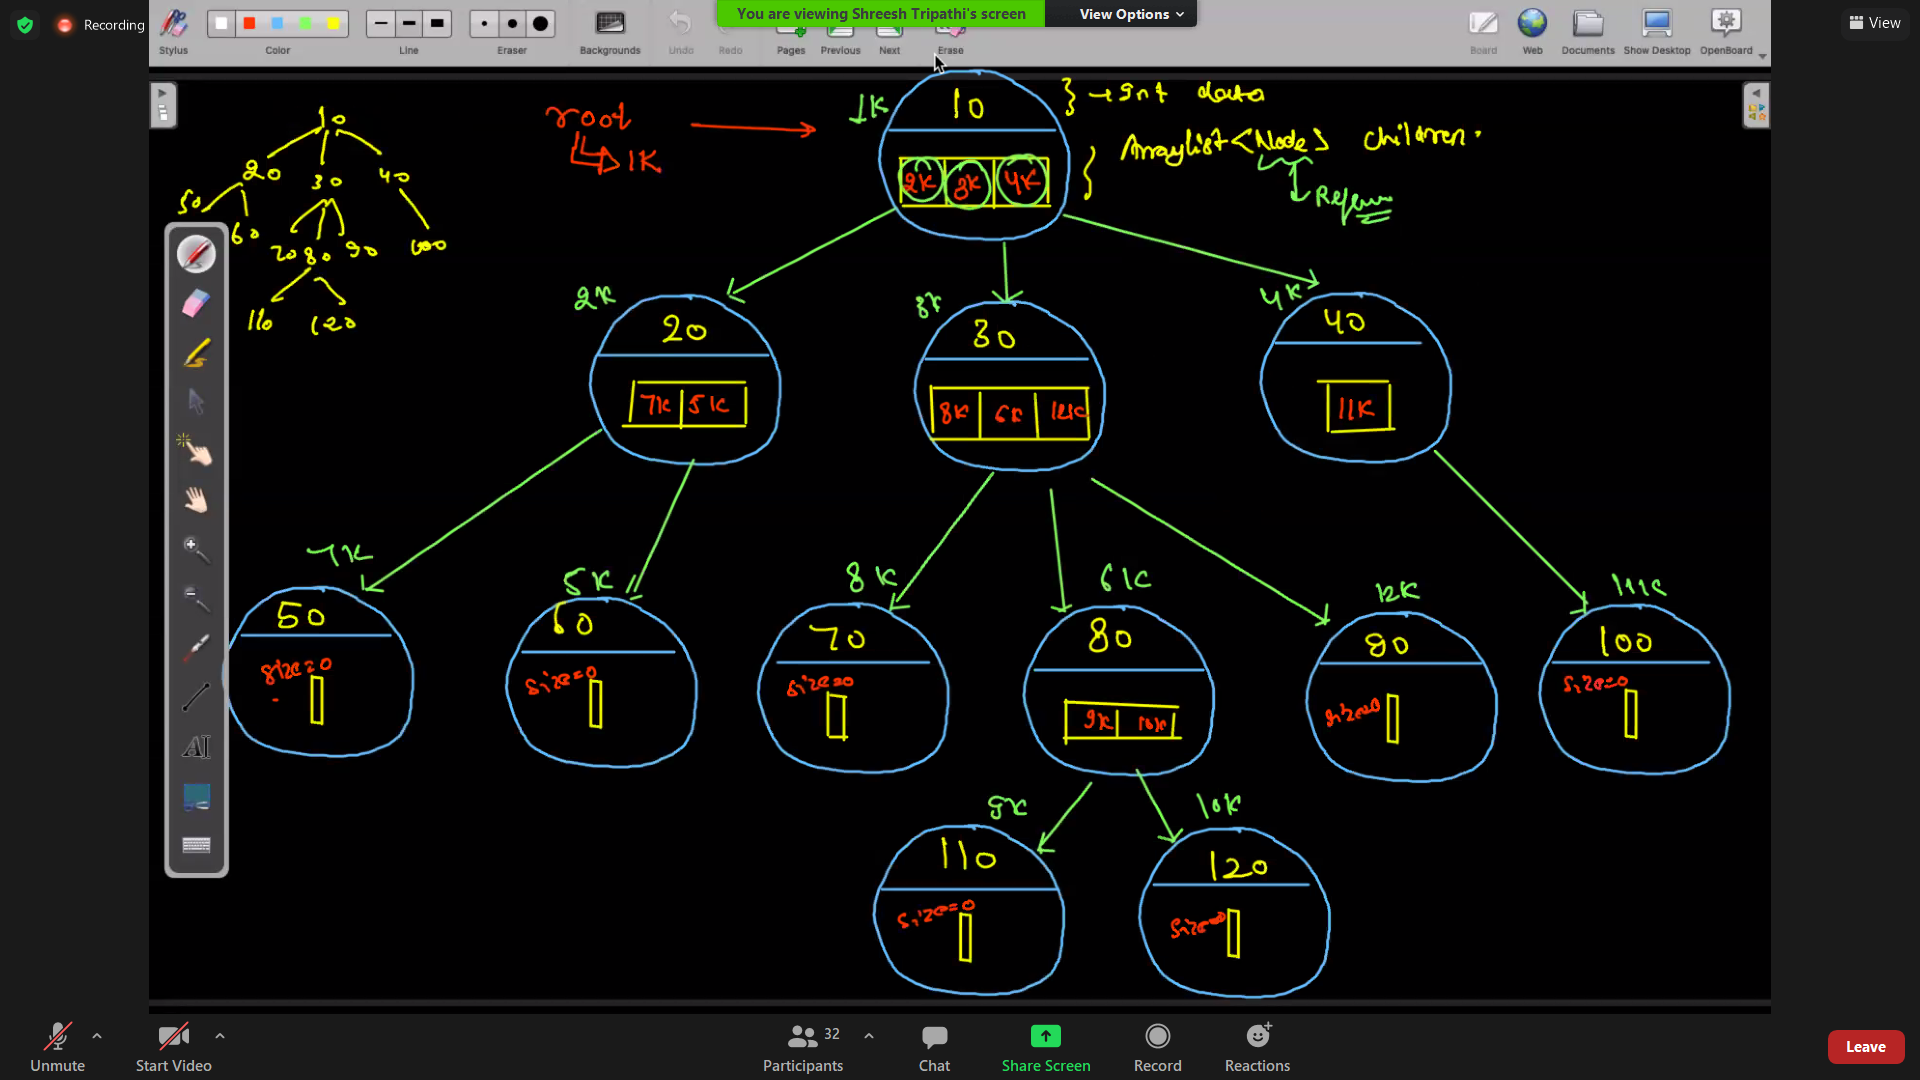 Recording
You are viewing Shreesh Tripathi's screen
View Options
View
Stylus
Color
Line
Eraser
Backgrounds
Undo
Redo
Pages
Previous
Next
Erase
Board
Web
Documents
Show Desktop
OpenBoard
10
20 30 40
50 60 70 80 90 100
110 120
root
1K
1K
10
} → int data
2K 3K 4K
} ArrayList <Node> children
2K
20
7K 5K
3K
30
8K 6K 12K
4K
40
11K
7K
50
size=0
5K
60
size=0
8K
70
size=0
6K
80
9K 10K
12K
90
size=0
11K
100
size=0
9K
110
size=0
10K
120
size=0
Unmute
Start Video
32
Participants
Chat
Share Screen
Record
Reactions
Leave